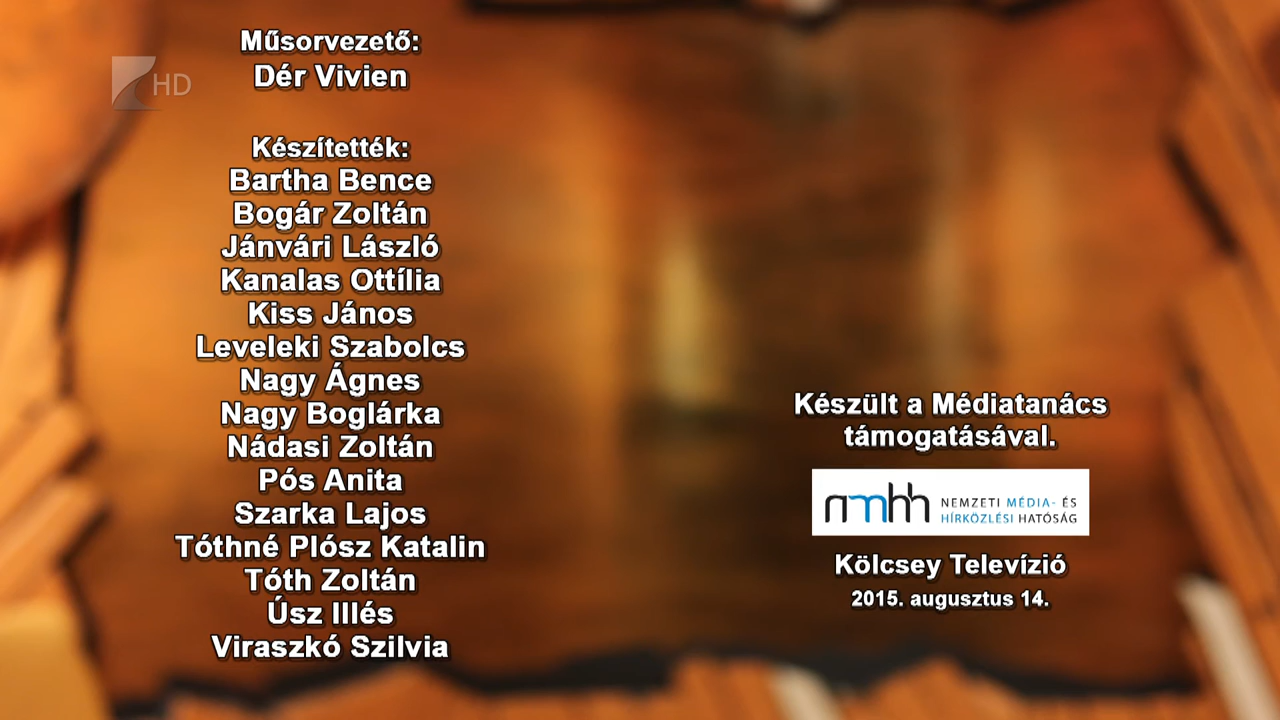 HD
Műsorvezető:
Dér Vivien
Készítették:
Bartha Bence
Bogár Zoltán
Jánvári László
Kanalas Ottília
Kiss János
Leveleki Szabolcs
Nagy Ágnes
Nagy Boglárka
Nádasi Zoltán
Pós Anita
Szarka Lajos
Tóthné Plósz Katalin
Tóth Zoltán
Úsz Illés
Viraszkó Szilvia
Készült a Médiatanács
támogatásával.
nmhh
NEMZETI MÉDIA- ÉS
HÍRKÖZLÉSI HATÓSÁG
Kölcsey Televízió
2015. augusztus 14.